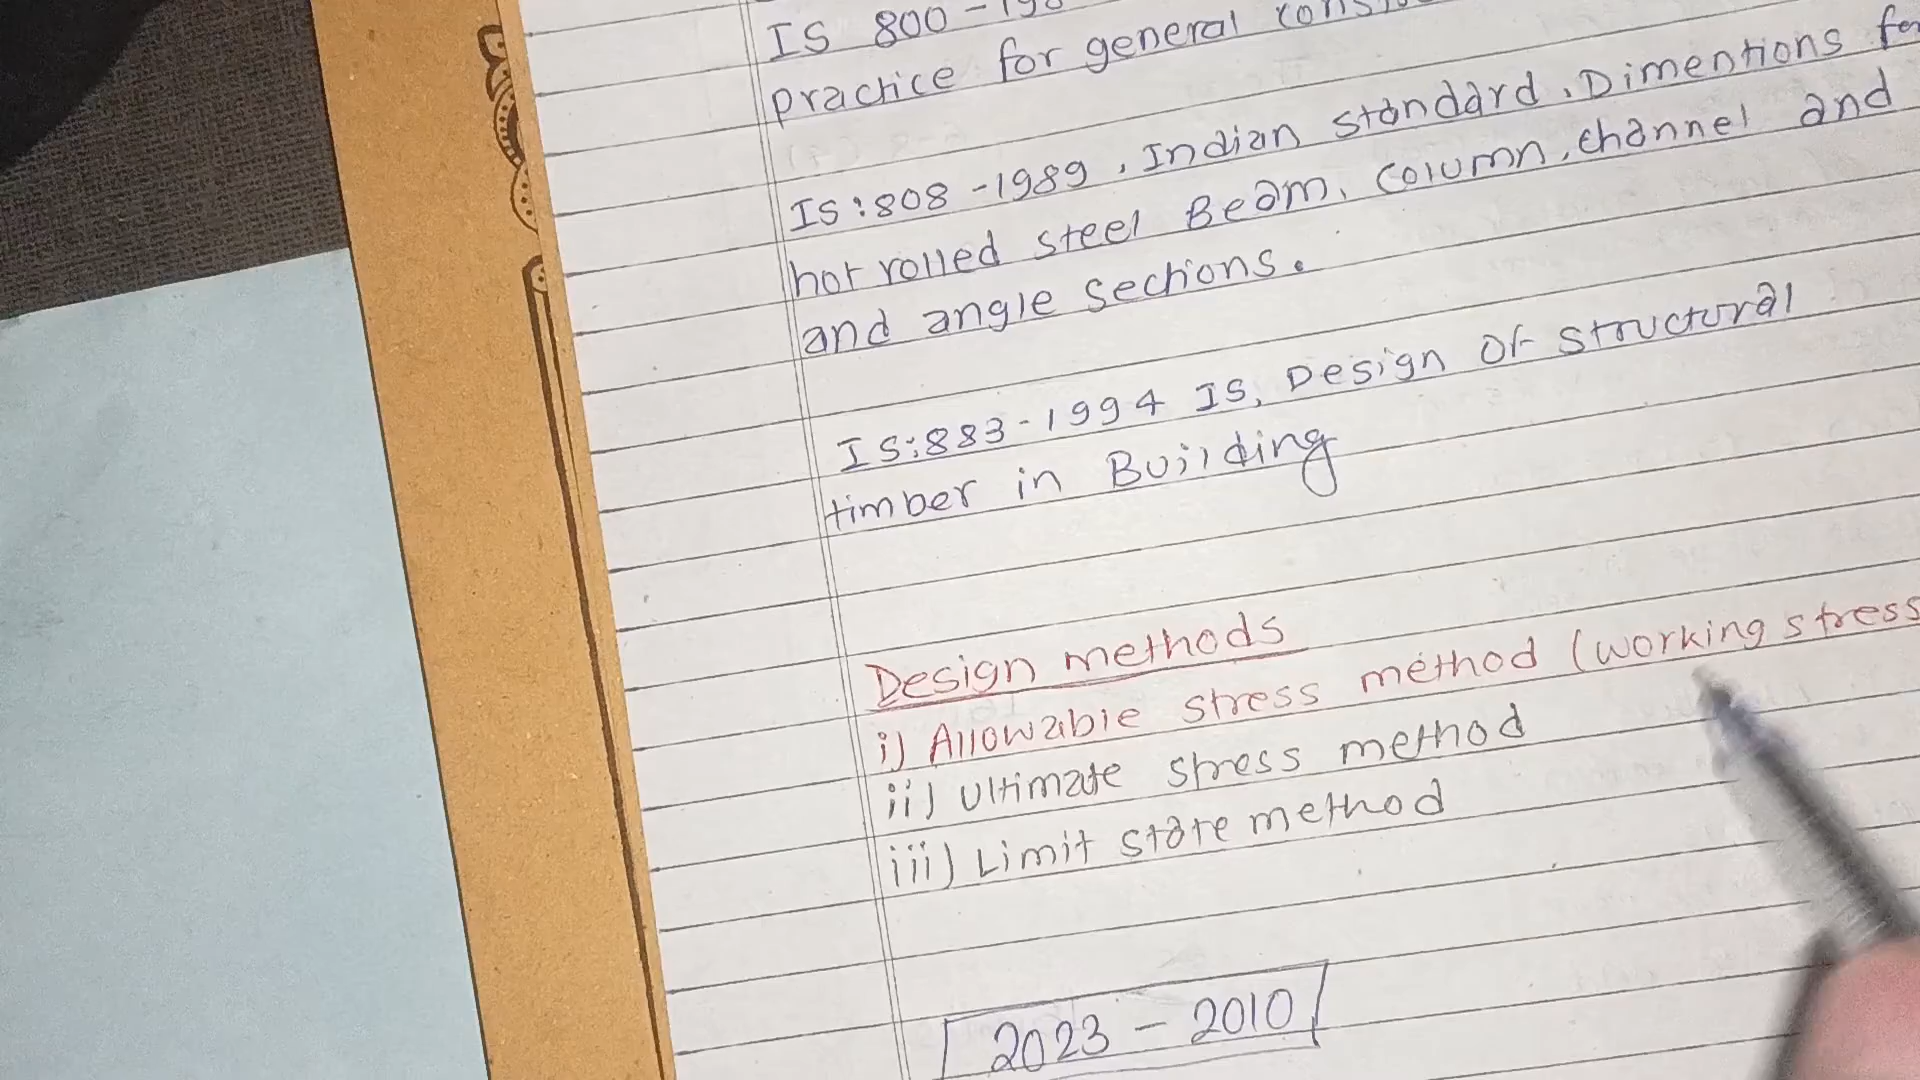 IS 800 - 198
practice for general cons
IS:808 - 1989, Indian standard, Dimentions for
hot rolled steel Beam, column, channel and
and angle sections.
IS:883-1994 IS, Design Of structural
timber in Building
Design methods
i) Allowable stress method (working stress
ii) Ultimate stress method
iii) Limit state method
2023 - 2010